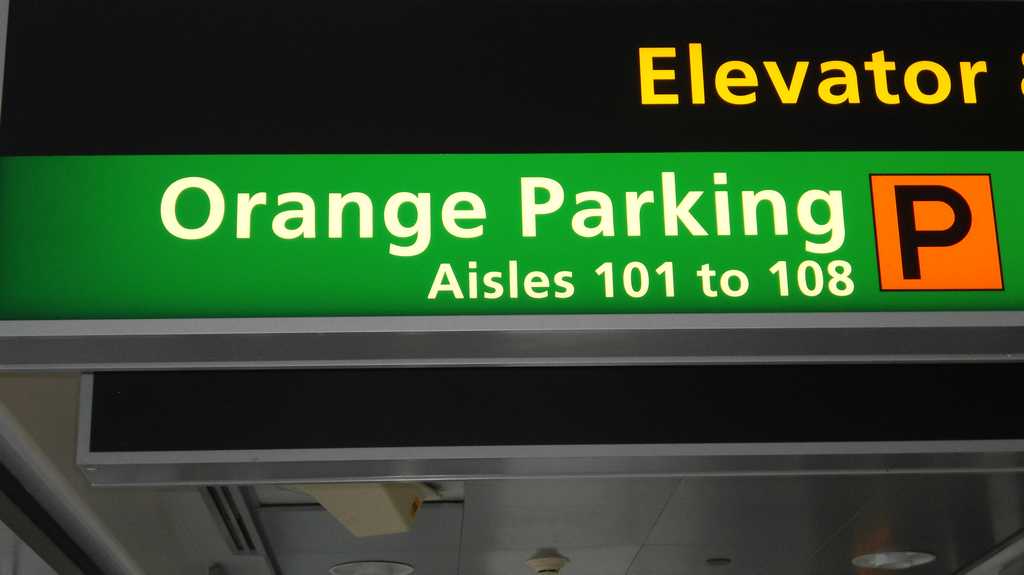 Elevator
Orange Parking P
Aisles 101 to 108